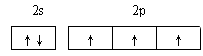 2s 2p
↑↓ ↑ ↑ ↑